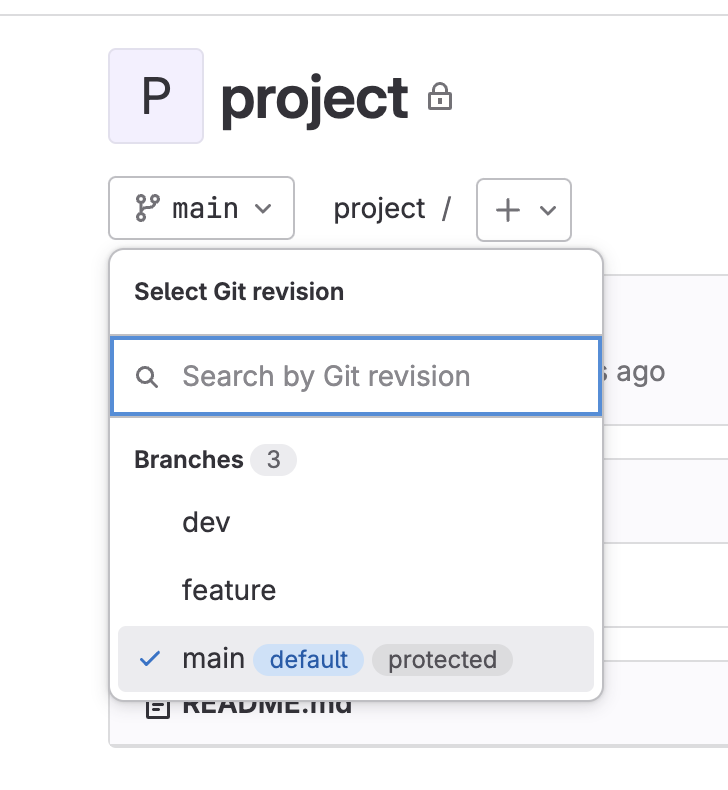 P project
main project / +
Select Git revision
Search by Git revision
ago
Branches 3
dev
feature
main default protected
README.md